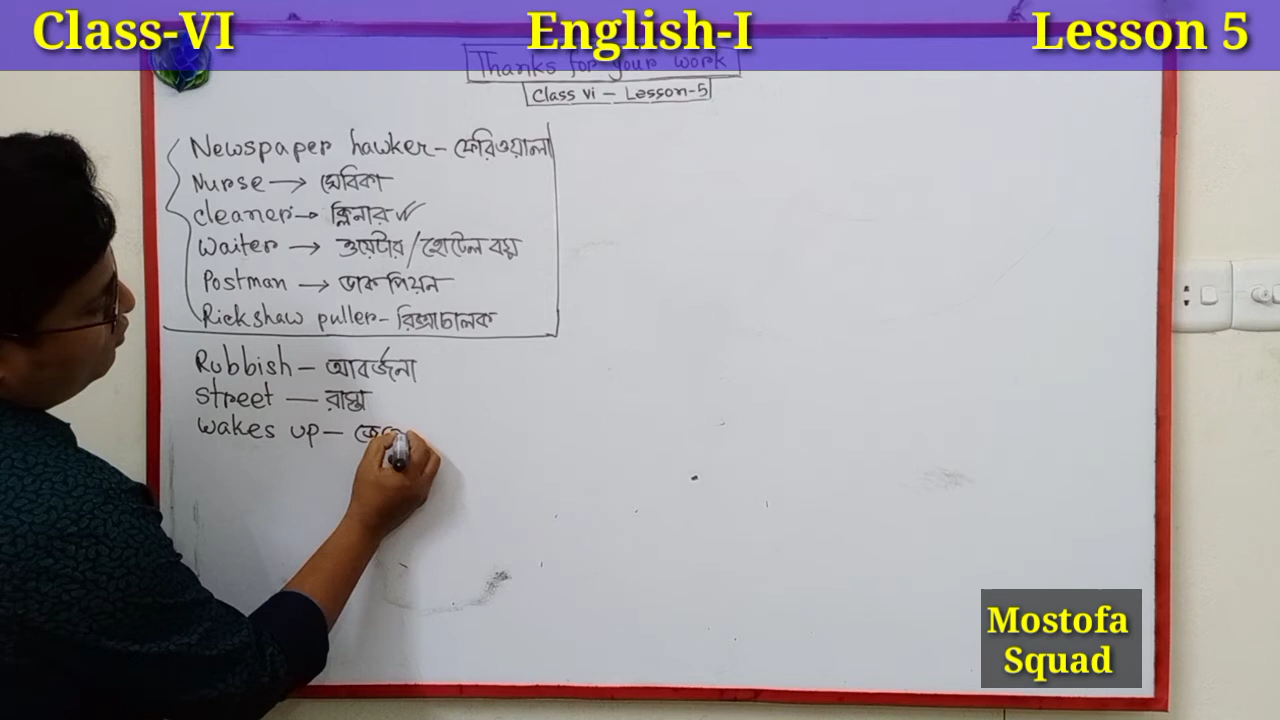 Class-VI English-I Lesson 5
Thanks for your work
Class vi – Lesson-5
Newspaper hawker – ফেরিওয়ালা
Nurse → সেবিকা
cleaner → ক্লিনার
Waiter → ওয়েটার / হোটেল বয়
Postman → ডাক পিয়ন
Rickshaw puller – রিক্সাচালক
Rubbish – আবর্জনা
Street — রাস্তা
Wakes up –
Mostofa
Squad